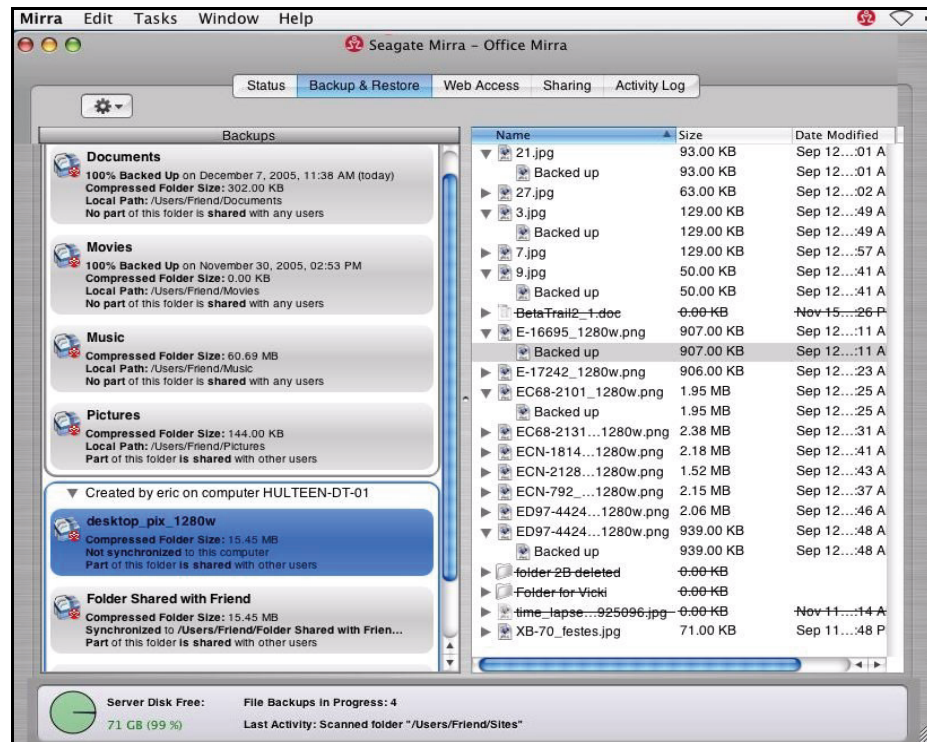 Mirra Edit Tasks Window Help
Seagate Mirra – Office Mirra
Status Backup & Restore Web Access Sharing Activity Log
Backups
Documents
100% Backed Up on December 7, 2005, 11:38 AM (today)
Compressed Folder Size: 302.00 KB
Local Path: /Users/Friend/Documents
No part of this folder is shared with any users
Movies
100% Backed Up on November 30, 2005, 02:53 PM
Compressed Folder Size: 0.00 KB
Local Path: /Users/Friend/Movies
No part of this folder is shared with any users
Music
Compressed Folder Size: 60.69 MB
Local Path: /Users/Friend/Music
No part of this folder is shared with any users
Pictures
Compressed Folder Size: 144.00 KB
Local Path: /Users/Friend/Pictures
Part of this folder is shared with other users
Created by eric on computer HULTEEN-DT-01
desktop_pix_1280w
Compressed Folder Size: 15.45 MB
Not synchronized to this computer
Part of this folder is shared with other users
Folder Shared with Friend
Compressed Folder Size: 15.45 MB
Synchronized to /Users/Friend/Folder Shared with Frien...
Part of this folder is shared with other users
Name Size Date Modified
21.jpg 93.00 KB Sep 12...:01 A
Backed up 93.00 KB Sep 12...:01 A
27.jpg 63.00 KB Sep 12...:02 A
3.jpg 129.00 KB Sep 12...:49 A
Backed up 129.00 KB Sep 12...:49 A
7.jpg 129.00 KB Sep 12...:57 A
9.jpg 50.00 KB Sep 12...:41 A
Backed up 50.00 KB Sep 12...:41 A
BetaTrail2_1.doc 0.00 KB Nov 15...:26 P
E-16695_1280w.png 907.00 KB Sep 12...:11 A
Backed up 907.00 KB Sep 12...:11 A
E-17242_1280w.png 906.00 KB Sep 12...:23 A
EC68-2101_1280w.png 1.95 MB Sep 12...:25 A
Backed up 1.95 MB Sep 12...:25 A
EC68-2131...1280w.png 2.38 MB Sep 12...:31 A
ECN-1814...1280w.png 2.18 MB Sep 12...:41 A
ECN-2128...1280w.png 1.52 MB Sep 12...:43 A
ECN-792_...1280w.png 2.15 MB Sep 12...:37 A
ED97-4424...1280w.png 2.06 MB Sep 12...:46 A
ED97-4424...1280w.png 939.00 KB Sep 12...:48 A
Backed up 939.00 KB Sep 12...:48 A
folder 2B deleted 0.00 KB
Folder for Vicki 0.00 KB
time_lapse...925096.jpg 0.00 KB Nov 11...:14 A
XB-70_festes.jpg 71.00 KB Sep 11...:48 P
Server Disk Free: File Backups in Progress: 4
71 GB (99 %) Last Activity: Scanned folder "/Users/Friend/Sites"